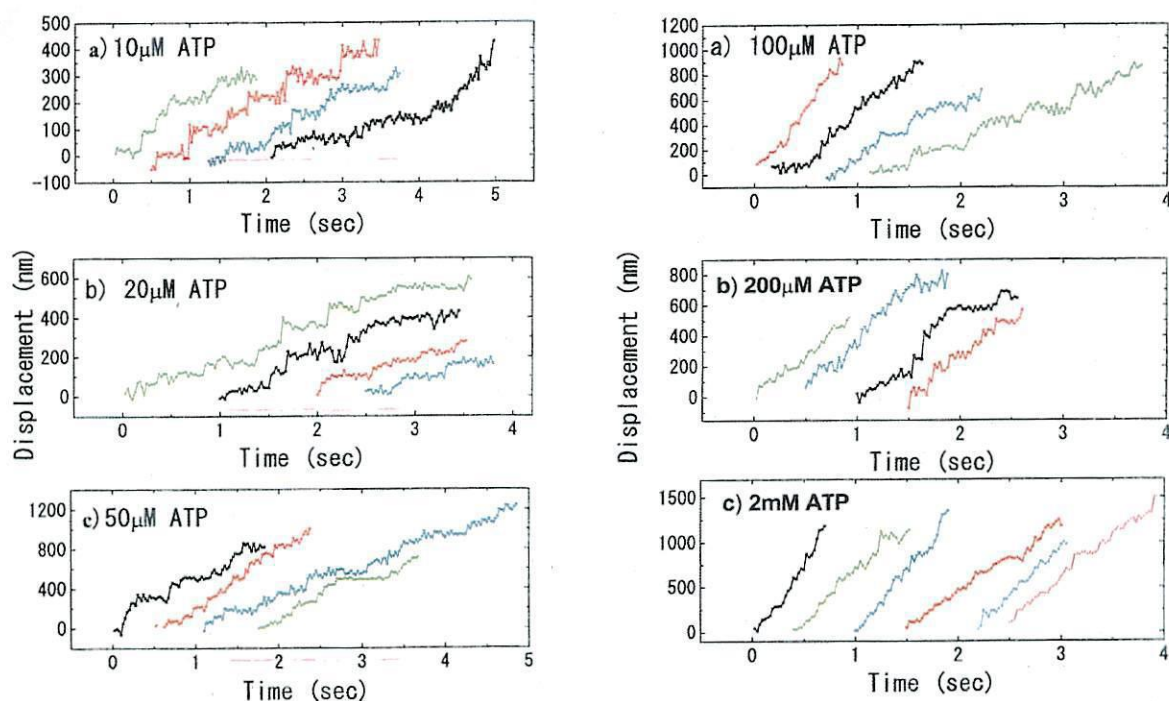 a) 10μM ATP
500
400
300
200
100
0
-100
0 1 2 3 4 5
Time (sec)
b) 20μM ATP
600
400
200
0
0 1 2 3 4
Time (sec)
c) 50μM ATP
1200
800
400
0
0 1 2 3 4 5
Time (sec)
Displacement (nm)
a) 100μM ATP
1200
1000
800
600
400
200
0
0 1 2 3 4
Time (sec)
b) 200μM ATP
800
600
400
200
0
0 1 2 3 4
Time (sec)
c) 2mM ATP
1500
1000
500
0
0 1 2 3 4
Time (sec)
Displacement (nm)